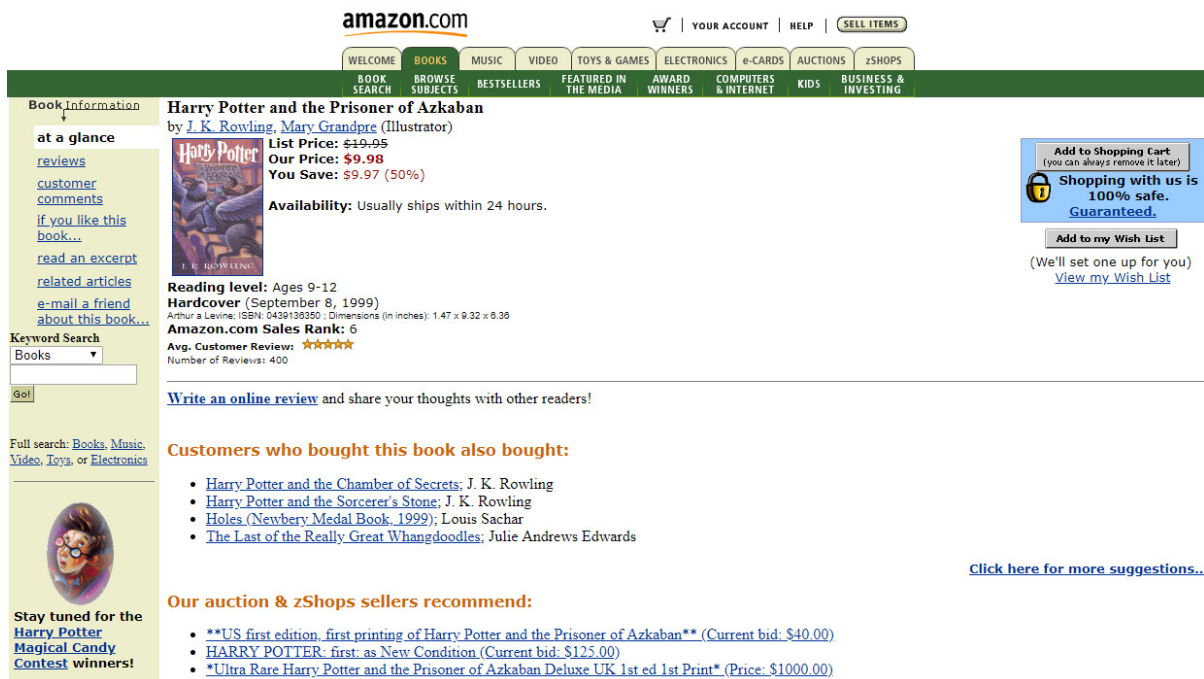 amazon.com
YOUR ACCOUNT | HELP | SELL ITEMS
WELCOME BOOKS MUSIC VIDEO TOYS & GAMES ELECTRONICS e-CARDS AUCTIONS zSHOPS
BOOK SEARCH BROWSE SUBJECTS BESTSELLERS FEATURED IN THE MEDIA AWARD WINNERS COMPUTERS & INTERNET KIDS BUSINESS & INVESTING
Book Information
at a glance
reviews
customer
comments
if you like this
book...
read an excerpt
related articles
e-mail a friend
about this book...
Keyword Search
Books
Go!
Full search: Books, Music,
Video, Toys, or Electronics
Stay tuned for the
Harry Potter
Magical Candy
Contest winners!
Harry Potter and the Prisoner of Azkaban
by J. K. Rowling, Mary Grandpre (Illustrator)
Harry Potter
J. K. ROWLING
List Price: $19.95
Our Price: $9.98
You Save: $9.97 (50%)
Availability: Usually ships within 24 hours.
Reading level: Ages 9-12
Hardcover (September 8, 1999)
Arthur a Levine; ISBN: 0439136350 ; Dimensions (in inches): 1.47 x 9.32 x 6.36
Amazon.com Sales Rank: 6
Avg. Customer Review:
Number of Reviews: 400
Add to Shopping Cart
(you can always remove it later)
Shopping with us is
100% safe.
Guaranteed.
Add to my Wish List
(We'll set one up for you)
View my Wish List
Write an online review and share your thoughts with other readers!
Customers who bought this book also bought:
• Harry Potter and the Chamber of Secrets; J. K. Rowling
• Harry Potter and the Sorcerer's Stone; J. K. Rowling
• Holes (Newbery Medal Book, 1999); Louis Sachar
• The Last of the Really Great Whangdoodles; Julie Andrews Edwards
Click here for more suggestions..
Our auction & zShops sellers recommend:
• **US first edition, first printing of Harry Potter and the Prisoner of Azkaban** (Current bid: $40.00)
• HARRY POTTER: first: as New Condition (Current bid: $125.00)
• *Ultra Rare Harry Potter and the Prisoner of Azkaban Deluxe UK 1st ed 1st Print* (Price: $1000.00)